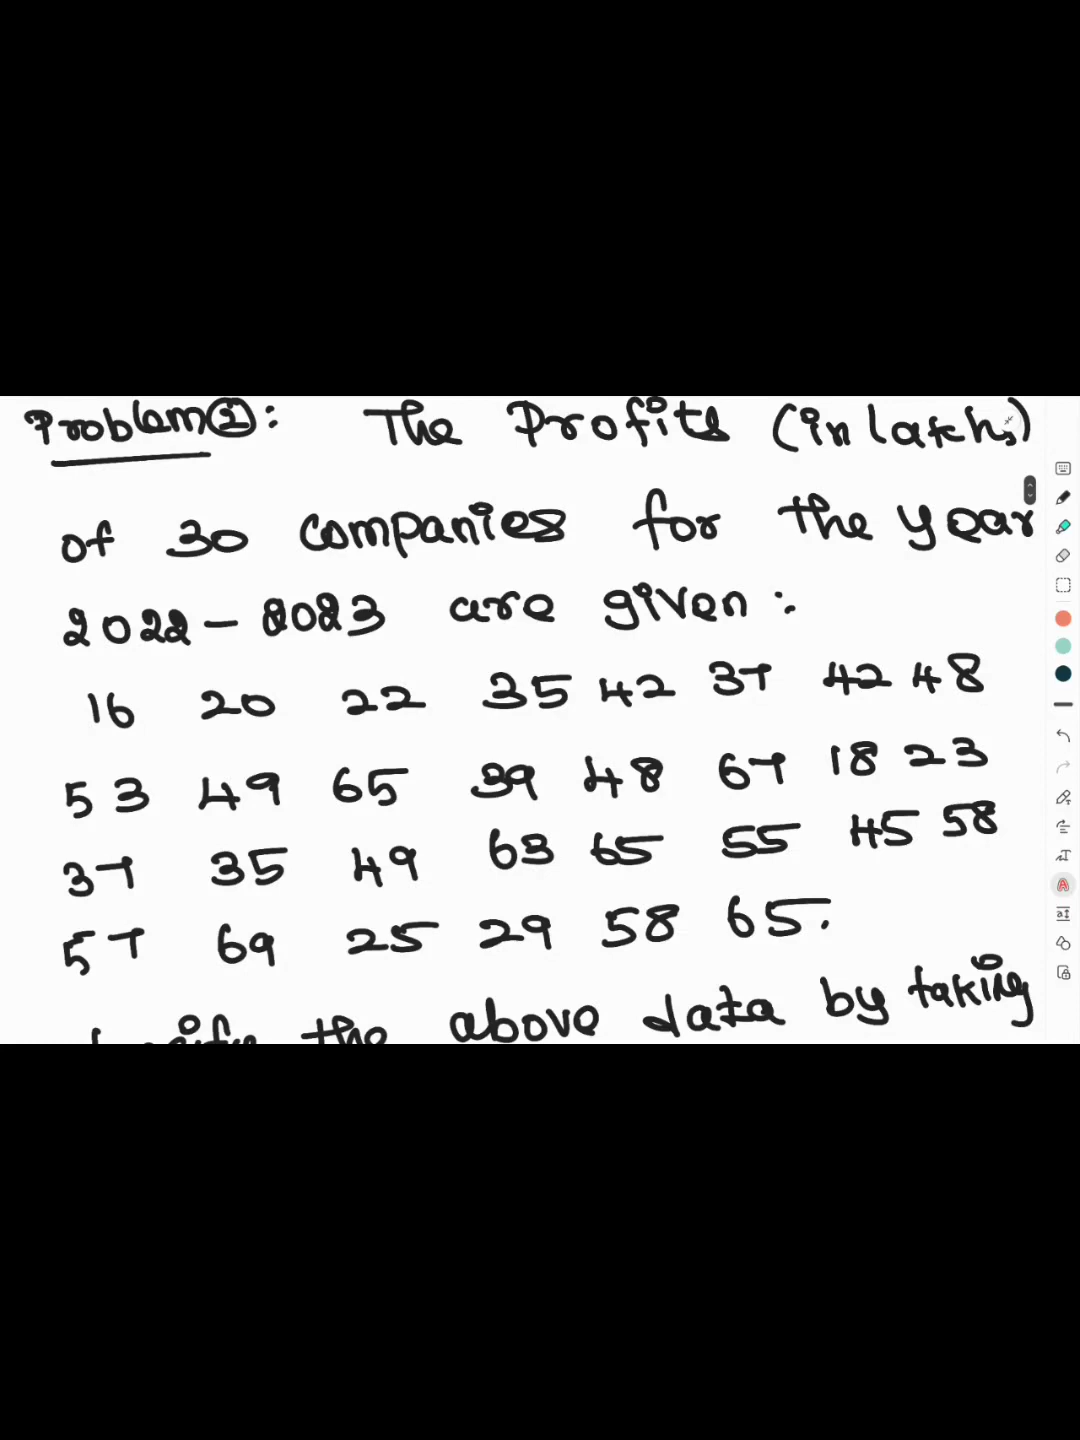 Problem②: The Profits (in lakhs)
of 30 companies for the year
2022-2023 are given:
16 20 22 35 42 37 42 48
53 49 65 39 48 67 18 23
37 35 49 63 65 55 45 58
57 69 25 29 58 65.
the above data by taking